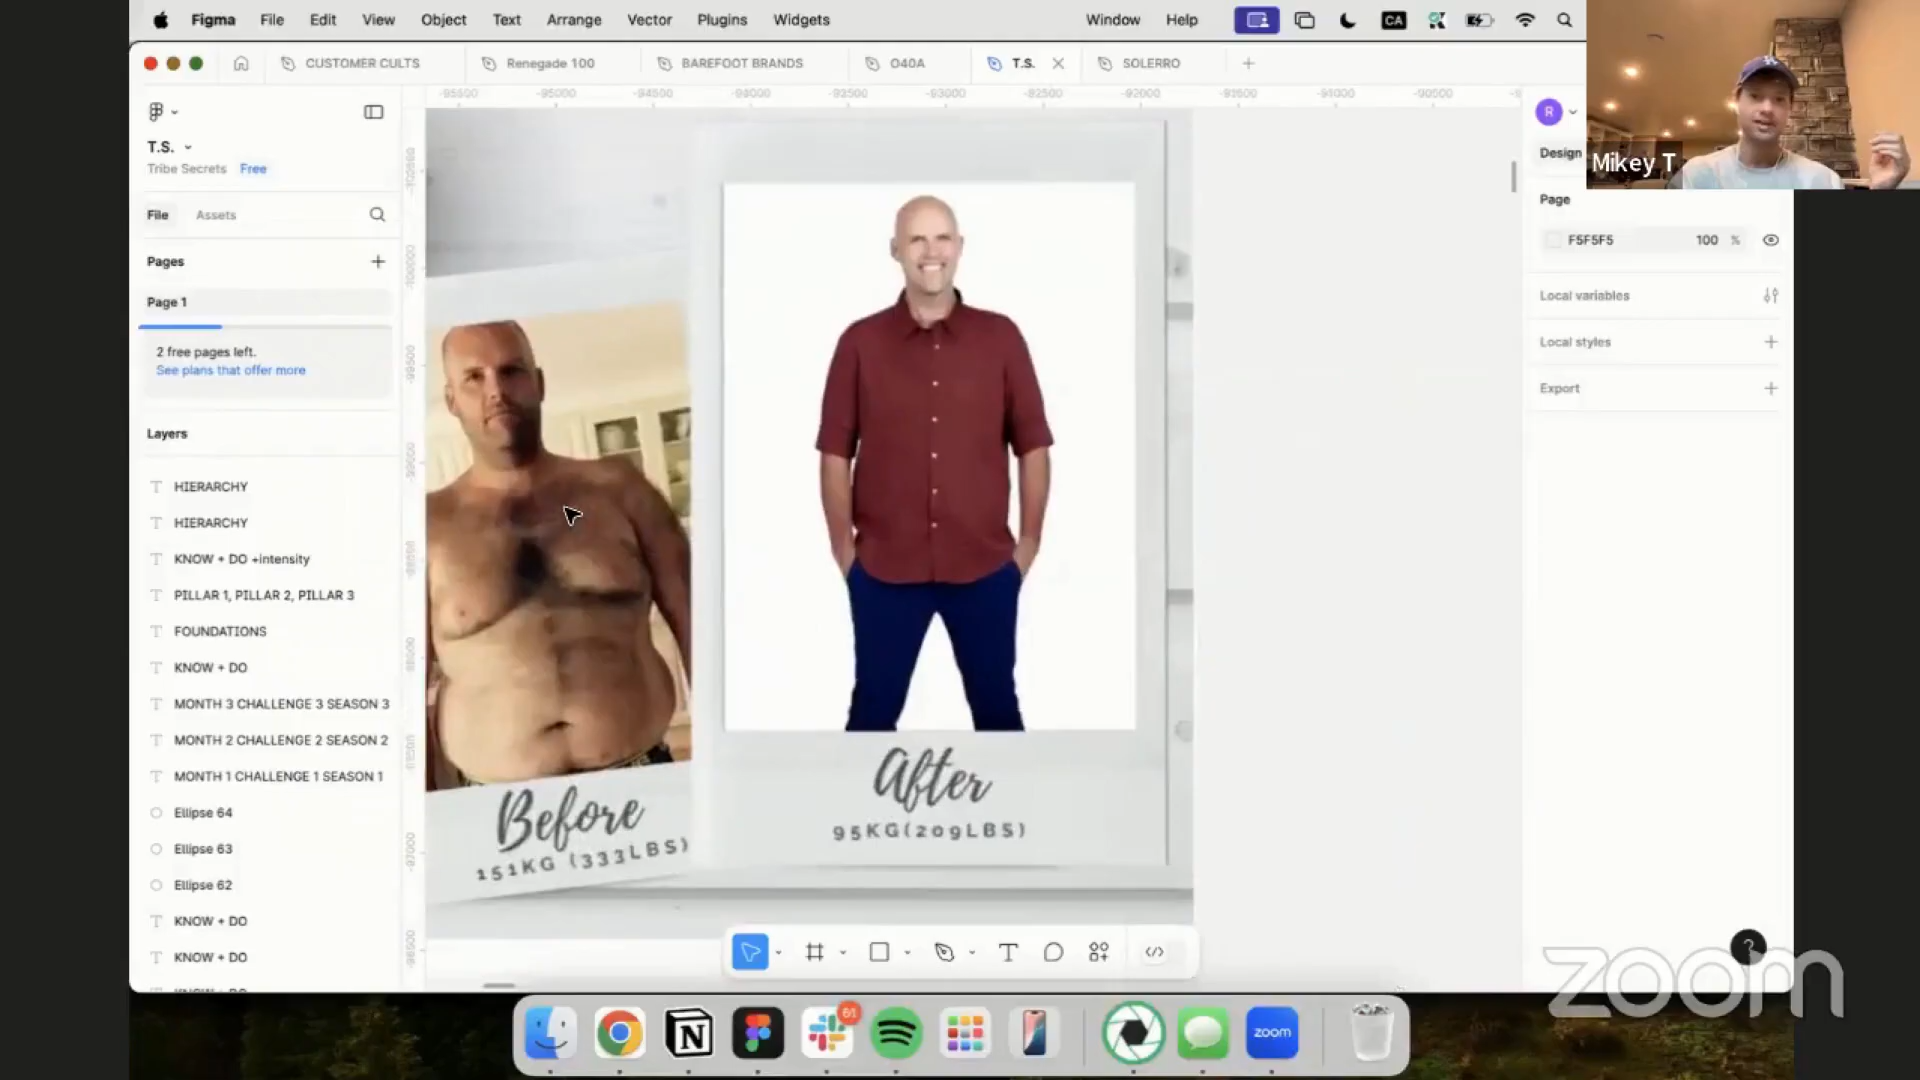 Figma File Edit View Object Text Arrange Vector Plugins Widgets Window Help CA
CUSTOMER CULTS Renegade 100 BAREFOOT BRANDS O40A T.S. SOLERRO
T.S.
Tribe Secrets Free
File Assets
Pages
Page 1
2 free pages left.
See plans that offer more
Layers
HIERARCHY
HIERARCHY
KNOW + DO +intensity
PILLAR 1, PILLAR 2, PILLAR 3
FOUNDATIONS
KNOW + DO
MONTH 3 CHALLENGE 3 SEASON 3
MONTH 2 CHALLENGE 2 SEASON 2
MONTH 1 CHALLENGE 1 SEASON 1
Ellipse 64
Ellipse 63
Ellipse 62
KNOW + DO
KNOW + DO
Before
151KG (333LBS)
After
95KG(209LBS)
R
Design
Page
F5F5F5 100 %
Local variables
Local styles
Export
?
Mikey T
zoom
61
zoom